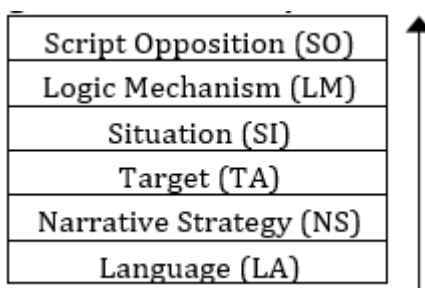 Script Opposition (SO)
Logic Mechanism (LM)
Situation (SI)
Target (TA)
Narrative Strategy (NS)
Language (LA)